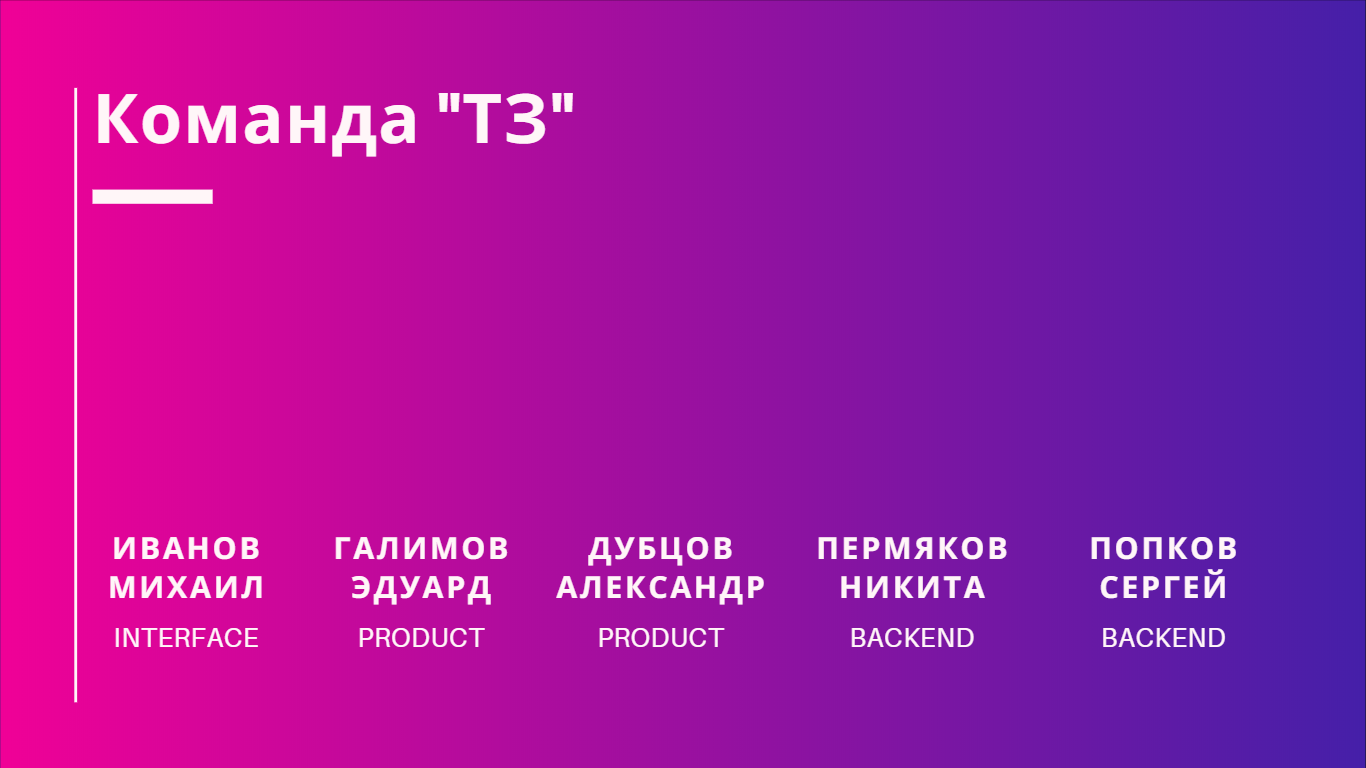 Команда "ТЗ"
ИВАНОВ
МИХАИЛ
INTERFACE
ГАЛИМОВ
ЭДУАРД
PRODUCT
ДУБЦОВ
АЛЕКСАНДР
PRODUCT
ПЕРМЯКОВ
НИКИТА
BACKEND
ПОПКОВ
СЕРГЕЙ
BACKEND